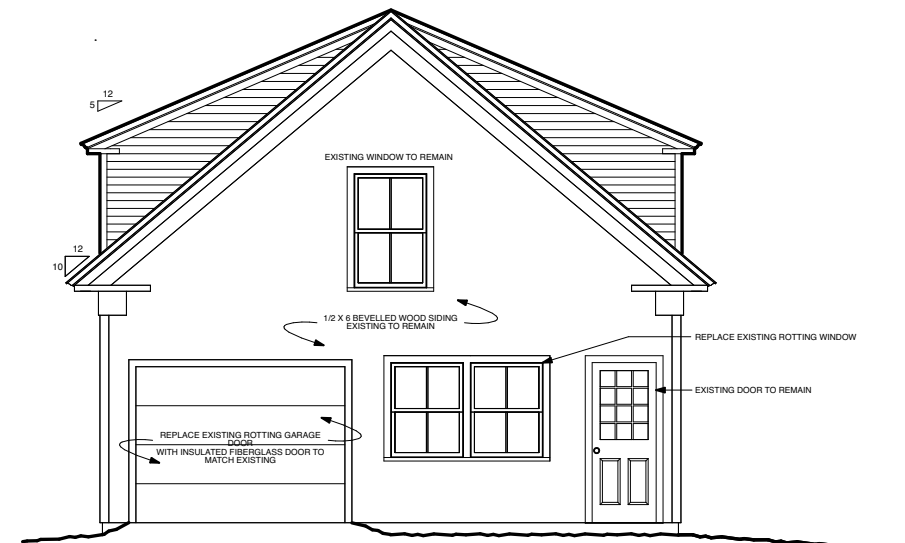 12
5
EXISTING WINDOW TO REMAIN
12
10
1/2 X 6 BEVELLED WOOD SIDING
EXISTING TO REMAIN
REPLACE EXISTING ROTTING WINDOW
EXISTING DOOR TO REMAIN
REPLACE EXISTING ROTTING GARAGE
DOOR
WITH INSULATED FIBERGLASS DOOR TO
MATCH EXISTING